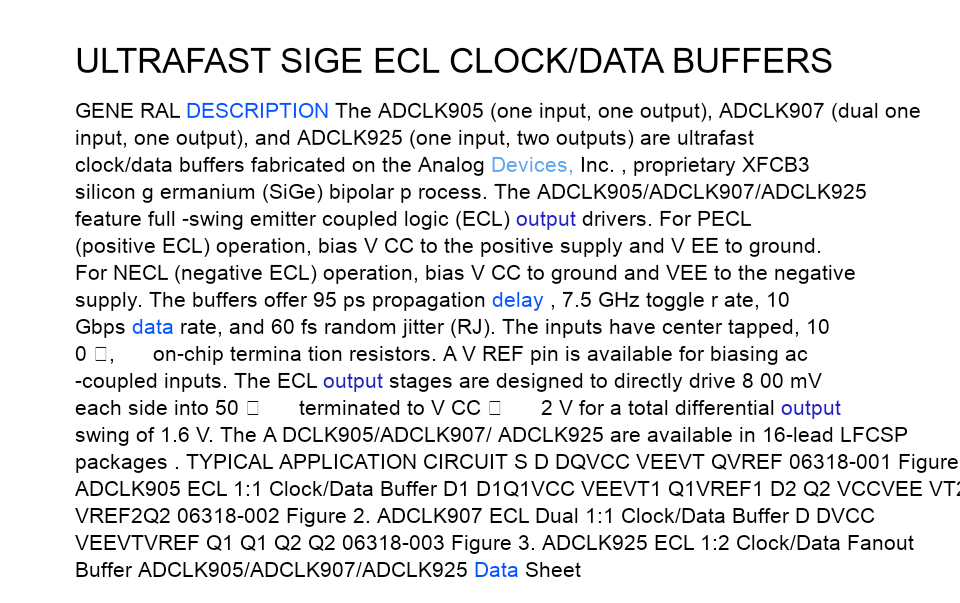 ULTRAFAST SIGE ECL CLOCK/DATA BUFFERS
GENE RAL DESCRIPTION The ADCLK905 (one input, one output), ADCLK907 (dual one
input, one output), and ADCLK925 (one input, two outputs) are ultrafast
clock/data buffers fabricated on the Analog Devices, Inc. , proprietary XFCB3
silicon g ermanium (SiGe) bipolar p rocess. The ADCLK905/ADCLK907/ADCLK925
feature full -swing emitter coupled logic (ECL) output drivers. For PECL
(positive ECL) operation, bias V CC to the positive supply and V EE to ground.
For NECL (negative ECL) operation, bias V CC to ground and VEE to the negative
supply. The buffers offer 95 ps propagation delay , 7.5 GHz toggle r ate, 10
Gbps data rate, and 60 fs random jitter (RJ). The inputs have center tapped, 10
0 □, on-chip termina tion resistors. A V REF pin is available for biasing ac
-coupled inputs. The ECL output stages are designed to directly drive 8 00 mV
each side into 50 □ terminated to V CC □ 2 V for a total differential output
swing of 1.6 V. The A DCLK905/ADCLK907/ ADCLK925 are available in 16-lead LFCSP
packages . TYPICAL APPLICATION CIRCUIT S D DQVCC VEEVT QVREF 06318-001 Figure
ADCLK905 ECL 1:1 Clock/Data Buffer D1 D1Q1VCC VEEVT1 Q1VREF1 D2 Q2 VCCVEE VT2
VREF2Q2 06318-002 Figure 2. ADCLK907 ECL Dual 1:1 Clock/Data Buffer D DVCC
VEEVTVREF Q1 Q1 Q2 Q2 06318-003 Figure 3. ADCLK925 ECL 1:2 Clock/Data Fanout
Buffer ADCLK905/ADCLK907/ADCLK925 Data Sheet